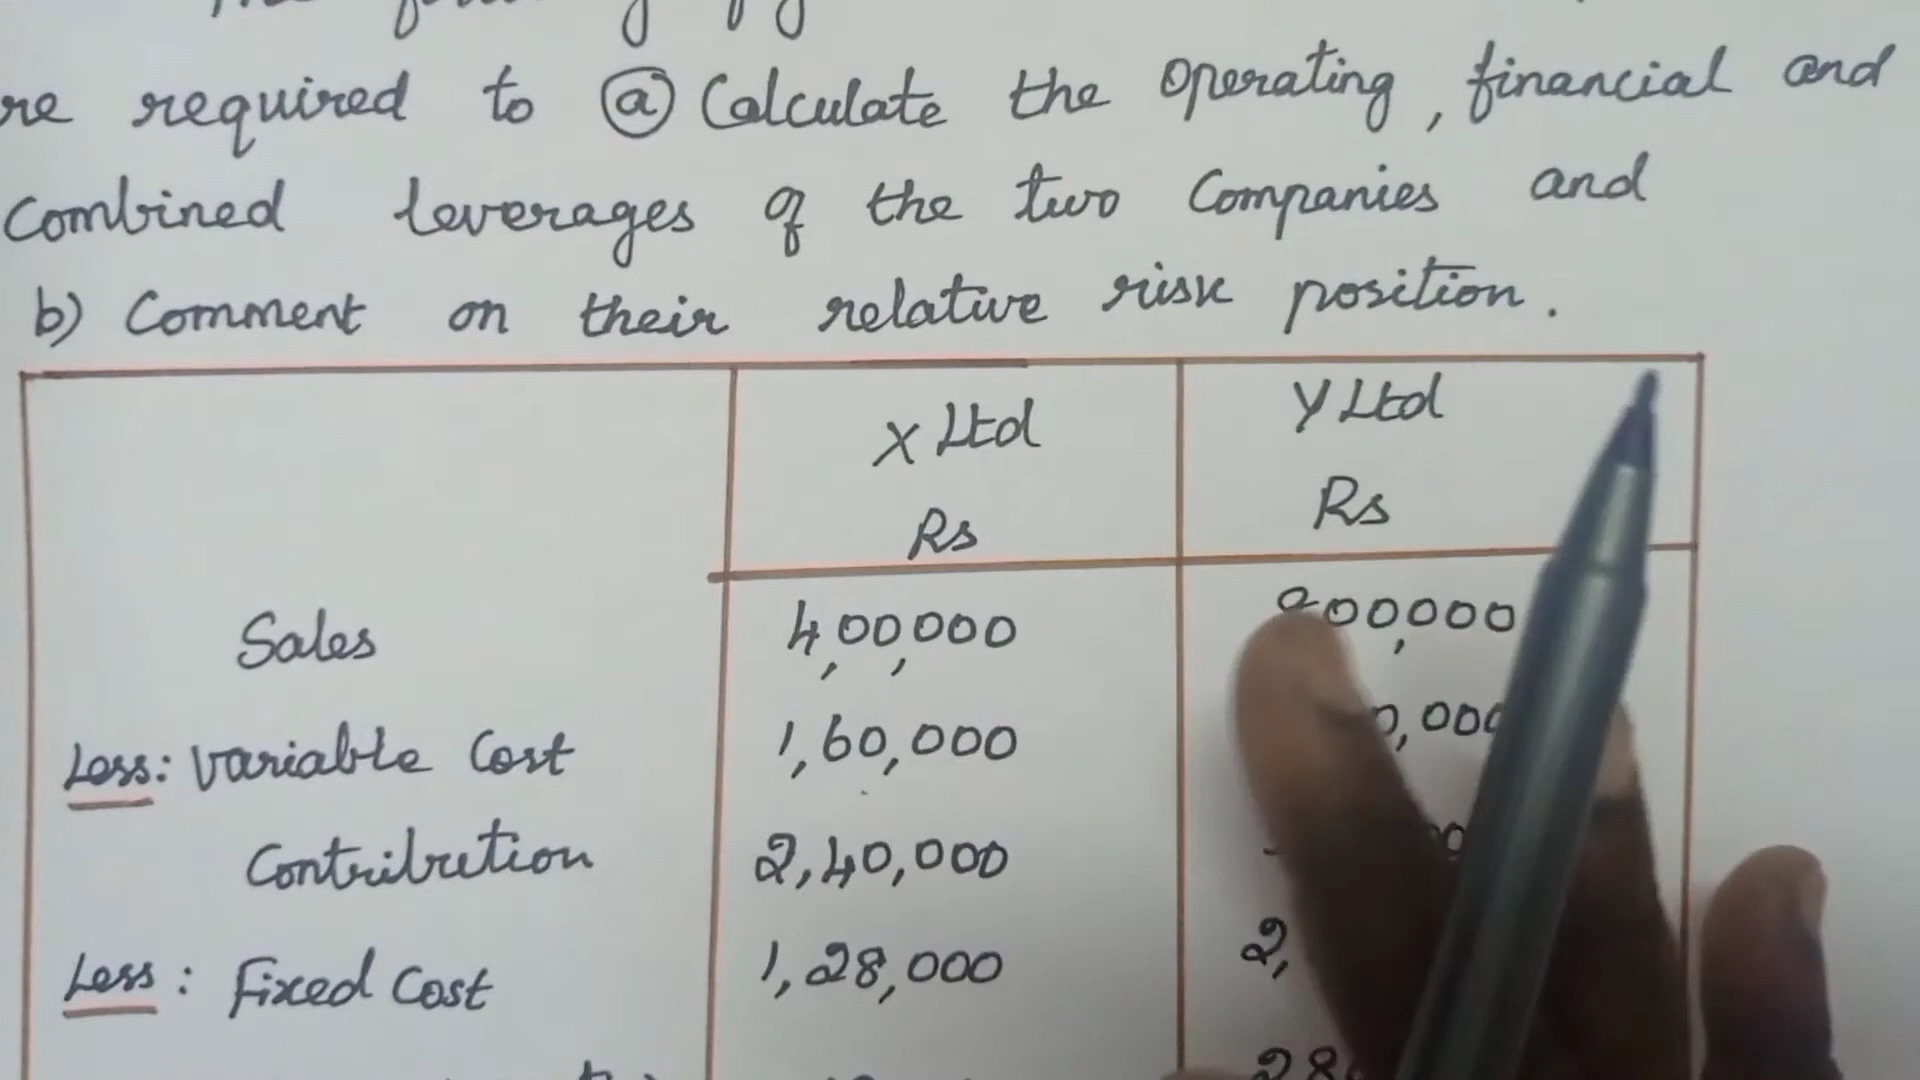 re required to ⓐ Calculate the operating, financial and
Combined leverages of the two Companies and
b) Comment on their relative risk position.
X Ltd Y Ltd
Rs Rs
Sales 4,00,000 800,000
Less: Variable Cost 1,60,000
Contribution 2,40,000
Less: Fixed Cost 1,28,000